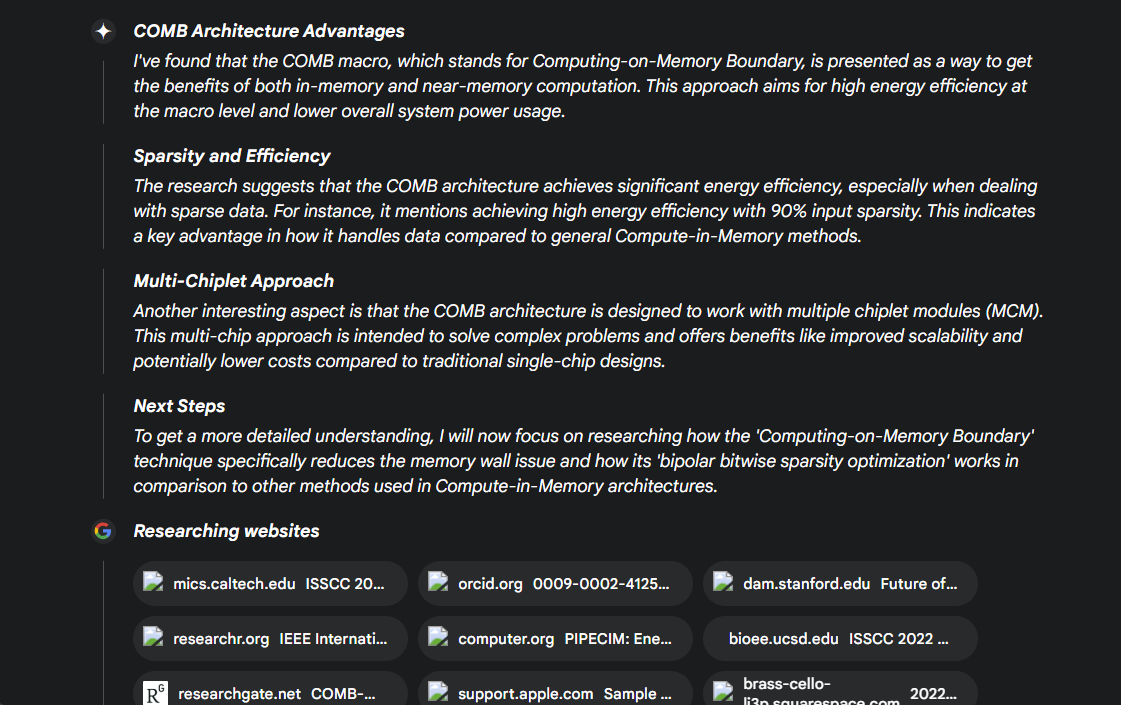 COMB Architecture Advantages
I've found that the COMB macro, which stands for Computing-on-Memory Boundary, is presented as a way to get
the benefits of both in-memory and near-memory computation. This approach aims for high energy efficiency at
the macro level and lower overall system power usage.
Sparsity and Efficiency
The research suggests that the COMB architecture achieves significant energy efficiency, especially when dealing
with sparse data. For instance, it mentions achieving high energy efficiency with 90% input sparsity. This indicates
a key advantage in how it handles data compared to general Compute-in-Memory methods.
Multi-Chiplet Approach
Another interesting aspect is that the COMB architecture is designed to work with multiple chiplet modules (MCM).
This multi-chip approach is intended to solve complex problems and offers benefits like improved scalability and
potentially lower costs compared to traditional single-chip designs.
Next Steps
To get a more detailed understanding, I will now focus on researching how the 'Computing-on-Memory Boundary'
technique specifically reduces the memory wall issue and how its 'bipolar bitwise sparsity optimization' works in
comparison to other methods used in Compute-in-Memory architectures.
Researching websites
mics.caltech.edu ISSCC 20... orcid.org 0009-0002-4125... dam.stanford.edu Future of...
researchr.org IEEE Internati... computer.org PIPECIM: Ene... bioee.ucsd.edu ISSCC 2022 ...
RG researchgate.net COMB-... support.apple.com Sample ... brass-cello-
li3p.squarespace.com 2022...